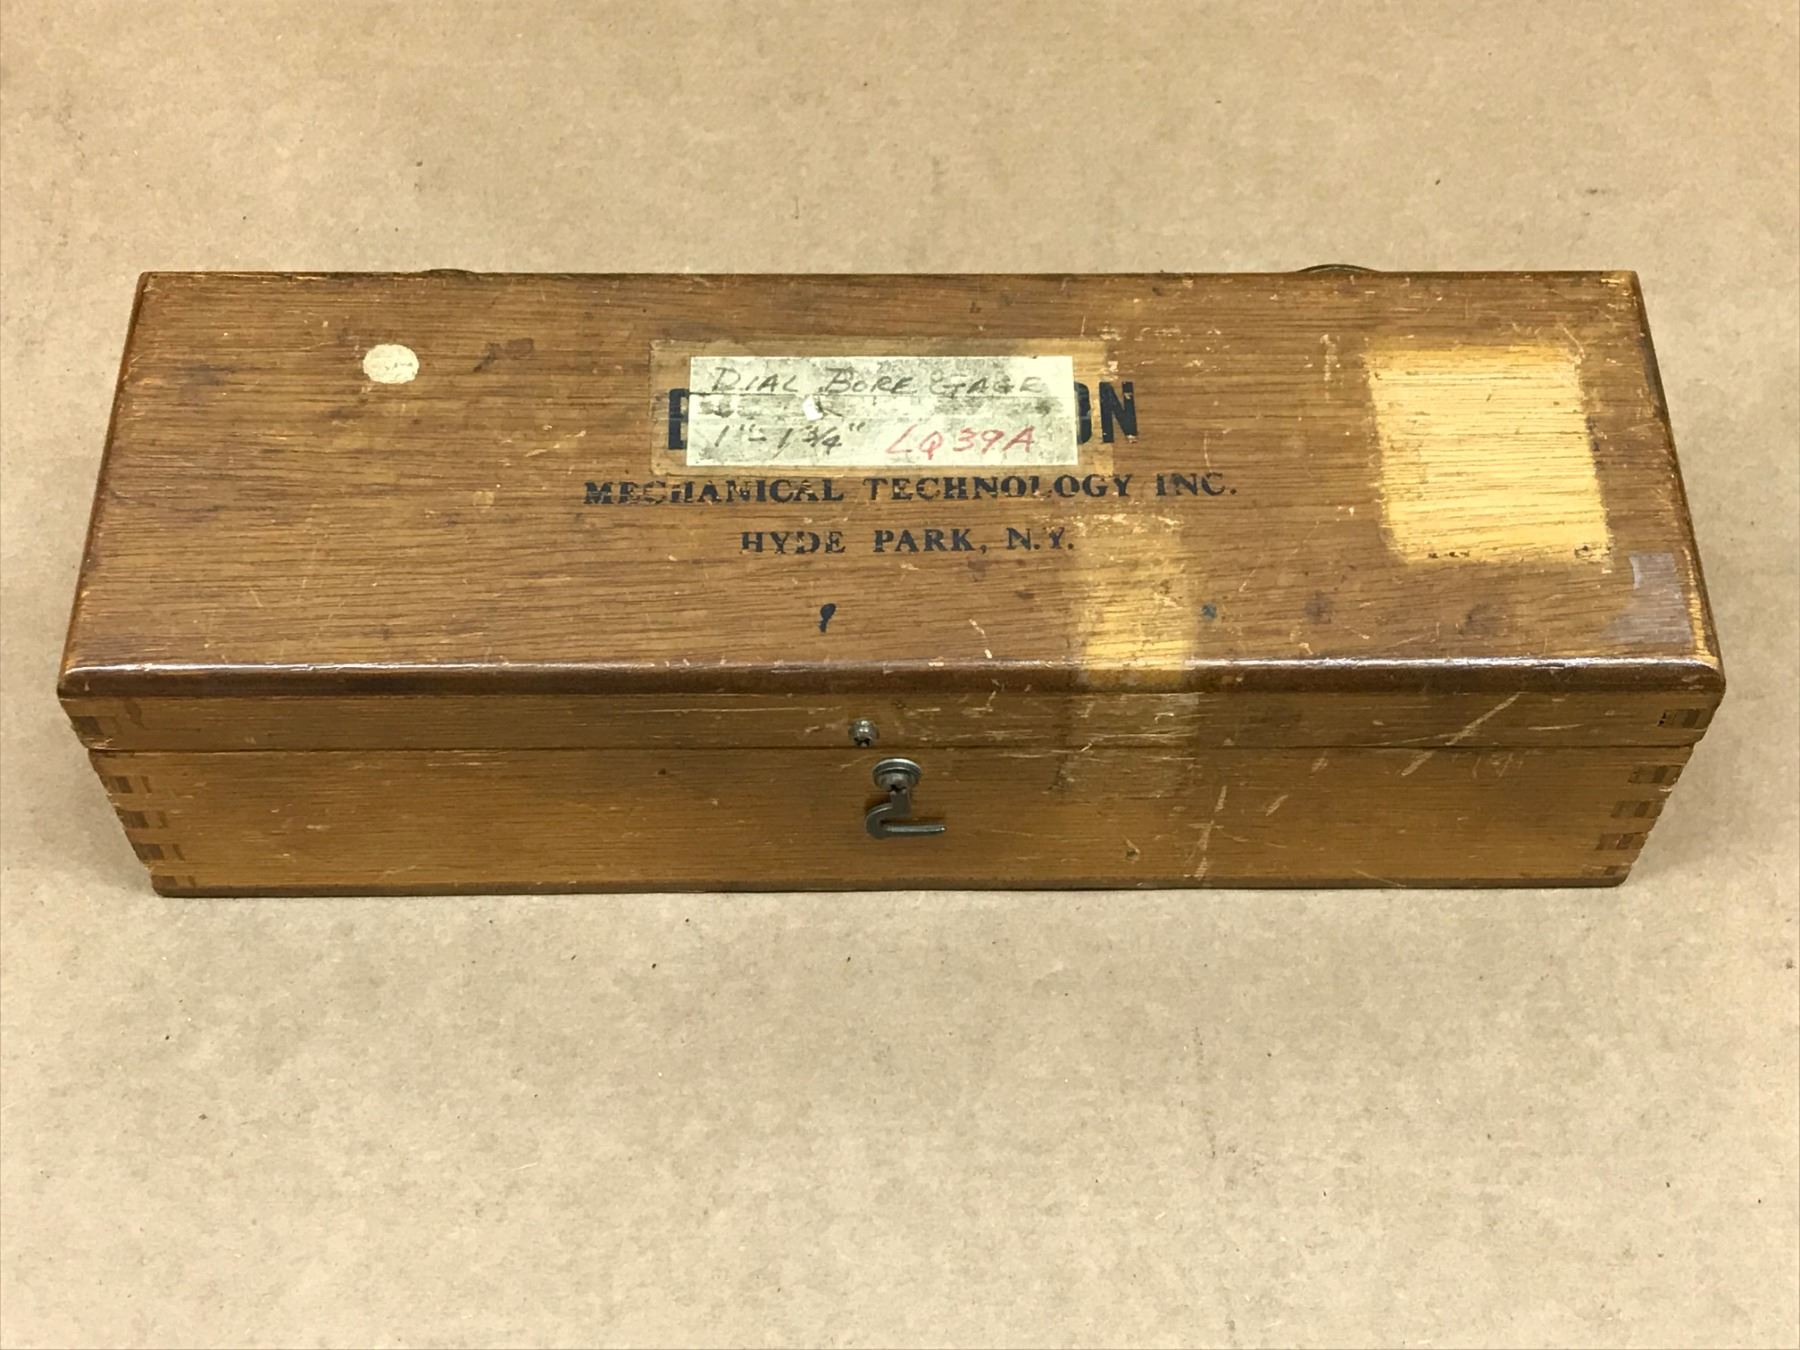 DIAL BORE GAGE
1"- 1 3/4" LQ39A
MECHANICAL TECHNOLOGY INC.
HYDE PARK, N.Y.